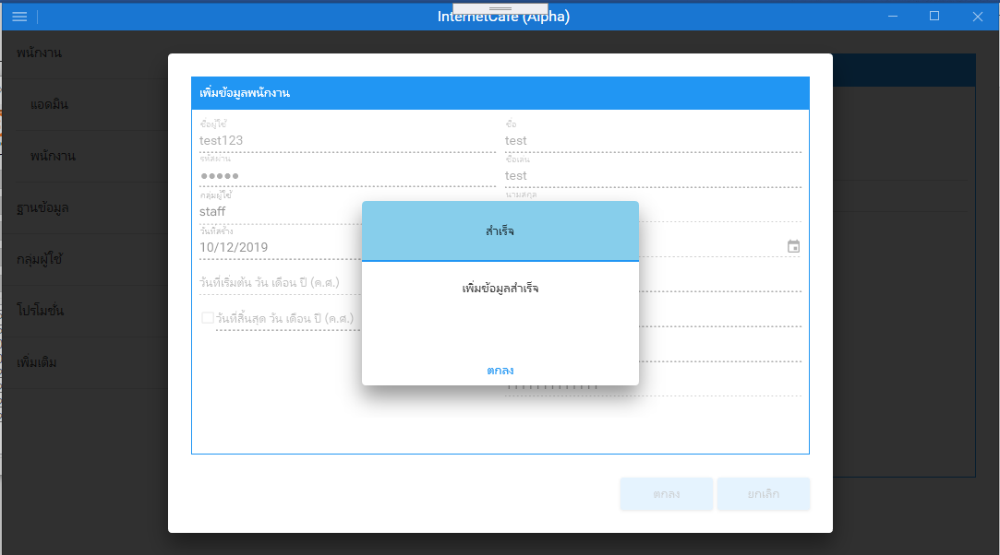 InternetCafe (Alpha)
พนักงาน
แอดมิน
พนักงาน
ฐานข้อมูล
กลุ่มผู้ใช้
โปรโมชั่น
เพิ่มเติม
เพิ่มข้อมูลพนักงาน
ชื่อผู้ใช้
test123
รหัสผ่าน
กลุ่มผู้ใช้
staff
วันที่สร้าง
10/12/2019
วันที่เริ่มต้น วัน เดือน ปี (ค.ศ.)
วันที่สิ้นสุด วัน เดือน ปี (ค.ศ.)
ชื่อ
test
ชื่อเล่น
test
นามสกุล
สำเร็จ
เพิ่มข้อมูลสำเร็จ
ตกลง
ตกลง
ยกเลิก